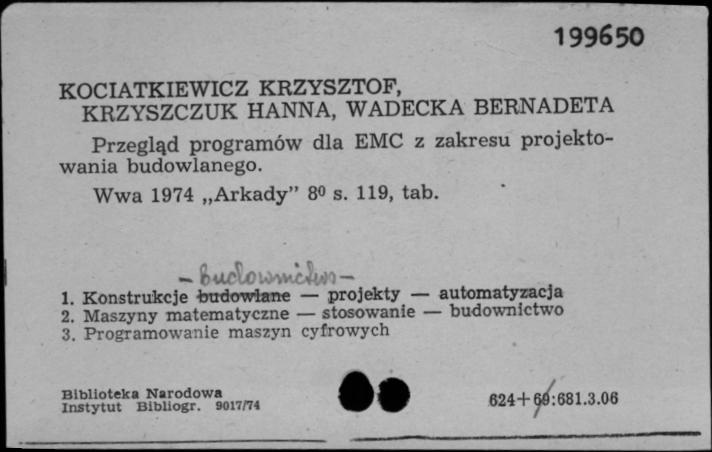 199650
KOCIATKIEWICZ KRZYSZTOF,
KRZYSZCZUK HANNA, WADECKA BERNADETA
Przegląd programów dla EMC z zakresu projekto-
wania budowlanego.
Wwa 1974 „Arkady” 8⁰ s. 119, tab.
- budownictwo -
1. Konstrukcje budowlane — projekty — automatyzacja
2. Maszyny matematyczne — stosowanie — budownictwo
3. Programowanie maszyn cyfrowych
Biblioteka Narodowa
Instytut Bibliogr. 9017/74
624+69:681.3.06